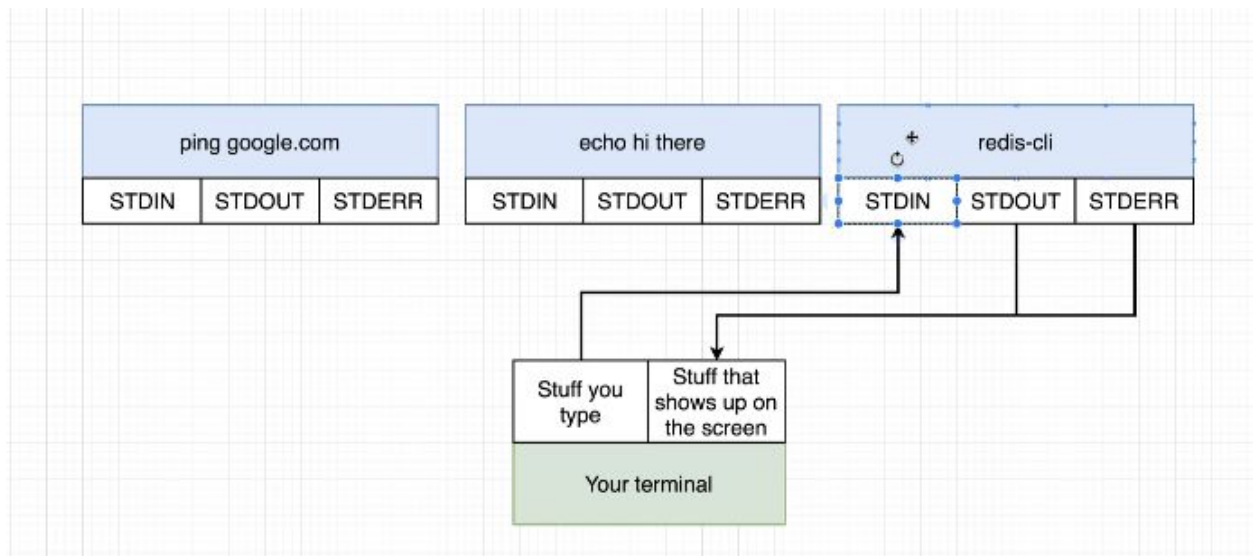 ping google.com
echo hi there
redis-cli
STDIN
STDOUT
STDERR
STDIN
STDOUT
STDERR
STDIN
STDOUT
STDERR
Stuff you
type
Stuff that
shows up on
the screen
Your terminal